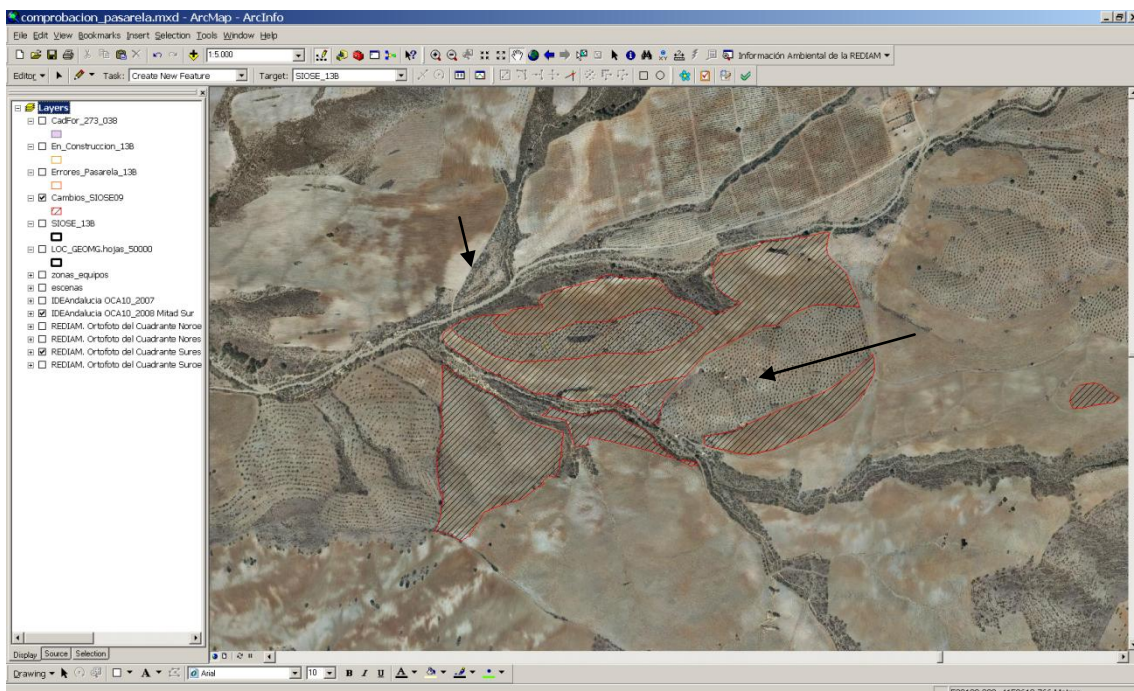 comprobacion_pasarela.mxd - ArcMap - ArcInfo
File Edit View Bookmarks Insert Selection Tools Window Help
1:5.000
Información Ambiental de la REDIAM
Editor Task: Create New Feature Target: SIOSE_13B
Layers
CadFor_273_038
En_Construccion_13B
Errores_Pasarela_13B
Cambios_SIOSE09
SIOSE_13B
LOC_GEOMG.hojas_50000
zonas_equipos
escenas
IDEAndalucia OCA10_2007
IDEAndalucia OCA10_2008 Mitad Sur
REDIAM. Ortofoto del Cuadrante Noroe
REDIAM. Ortofoto del Cuadrante Nores
REDIAM. Ortofoto del Cuadrante Sures
REDIAM. Ortofoto del Cuadrante Suroe
Display Source Selection
Drawing A Arial 10 B I U A